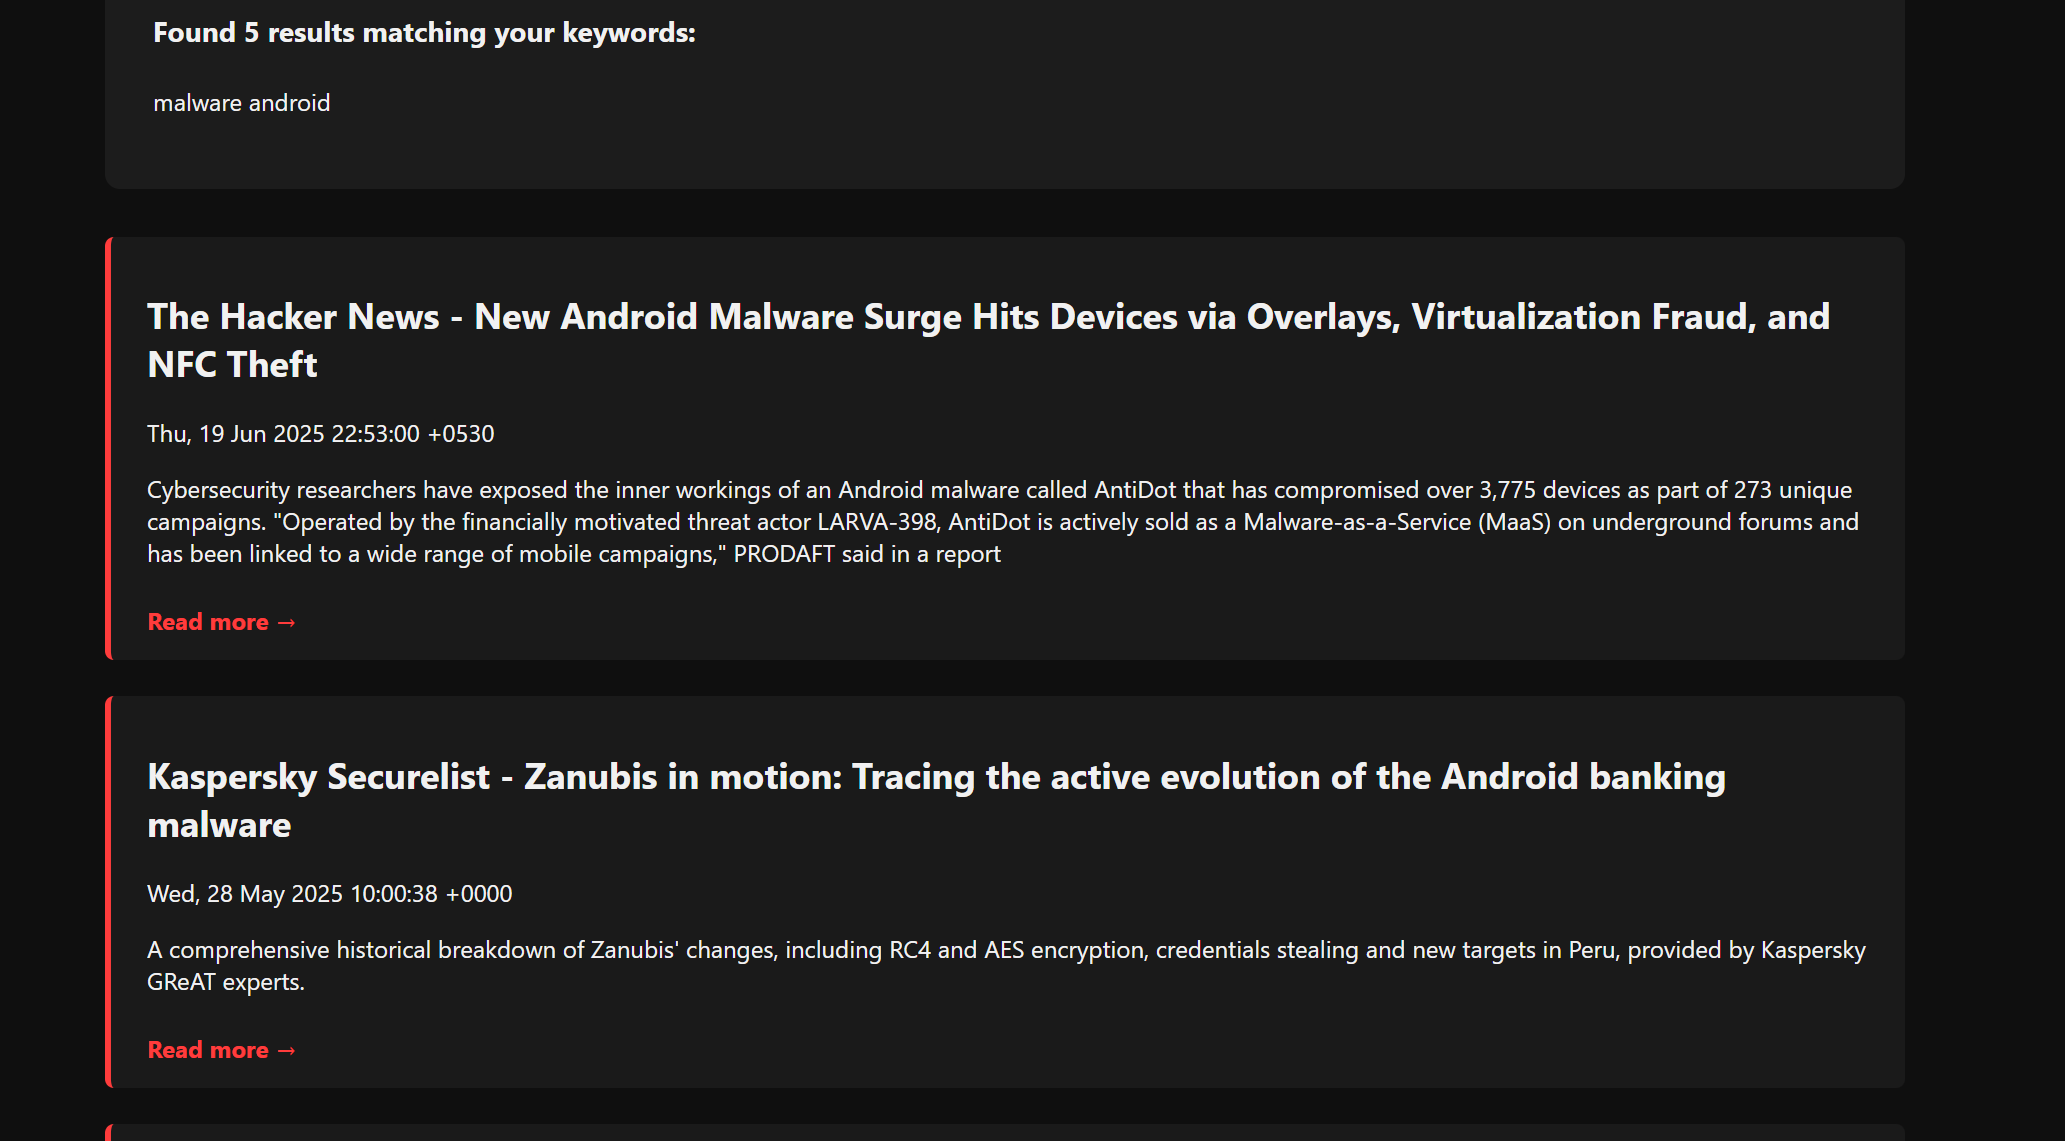 Found 5 results matching your keywords:
malware android
The Hacker News - New Android Malware Surge Hits Devices via Overlays, Virtualization Fraud, and
NFC Theft
Thu, 19 Jun 2025 22:53:00 +0530
Cybersecurity researchers have exposed the inner workings of an Android malware called AntiDot that has compromised over 3,775 devices as part of 273 unique
campaigns. "Operated by the financially motivated threat actor LARVA-398, AntiDot is actively sold as a Malware-as-a-Service (MaaS) on underground forums and
has been linked to a wide range of mobile campaigns," PRODAFT said in a report
Read more →
Kaspersky Securelist - Zanubis in motion: Tracing the active evolution of the Android banking
malware
Wed, 28 May 2025 10:00:38 +0000
A comprehensive historical breakdown of Zanubis' changes, including RC4 and AES encryption, credentials stealing and new targets in Peru, provided by Kaspersky
GReAT experts.
Read more →